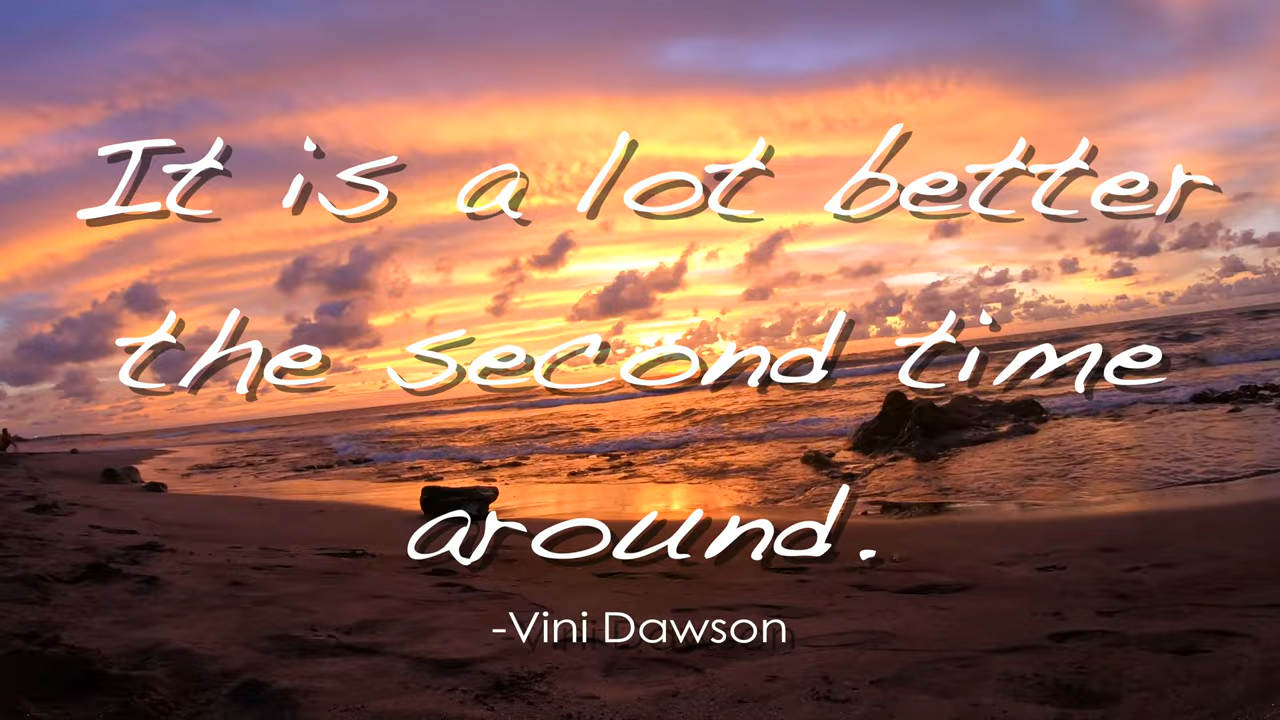 It is a lot better
the second time
around.
-Vini Dawson